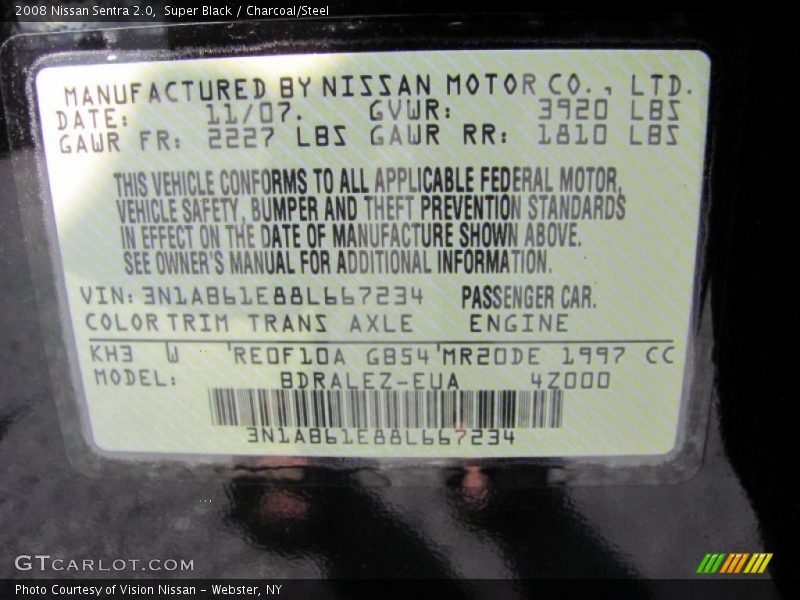 2008 Nissan Sentra 2.0, Super Black / Charcoal/Steel
MANUFACTURED BY NISSAN MOTOR CO., LTD.
DATE: 11/07. GVWR: 3920 LBS
GAWR FR: 2227 LBS GAWR RR: 1810 LBS
THIS VEHICLE CONFORMS TO ALL APPLICABLE FEDERAL MOTOR,
VEHICLE SAFETY, BUMPER AND THEFT PREVENTION STANDARDS
IN EFFECT ON THE DATE OF MANUFACTURE SHOWN ABOVE.
SEE OWNER'S MANUAL FOR ADDITIONAL INFORMATION.
VIN: 3N1AB61E88L667234 PASSENGER CAR.
COLOR TRIM TRANS AXLE ENGINE
KH3 W 'RE0F10A GB54'MR20DE 1997 CC
MODEL: BDRALEZ-EUA 4Z000
3N1AB61E88L667234
GTCARLOT.COM
Photo Courtesy of Vision Nissan - Webster, NY